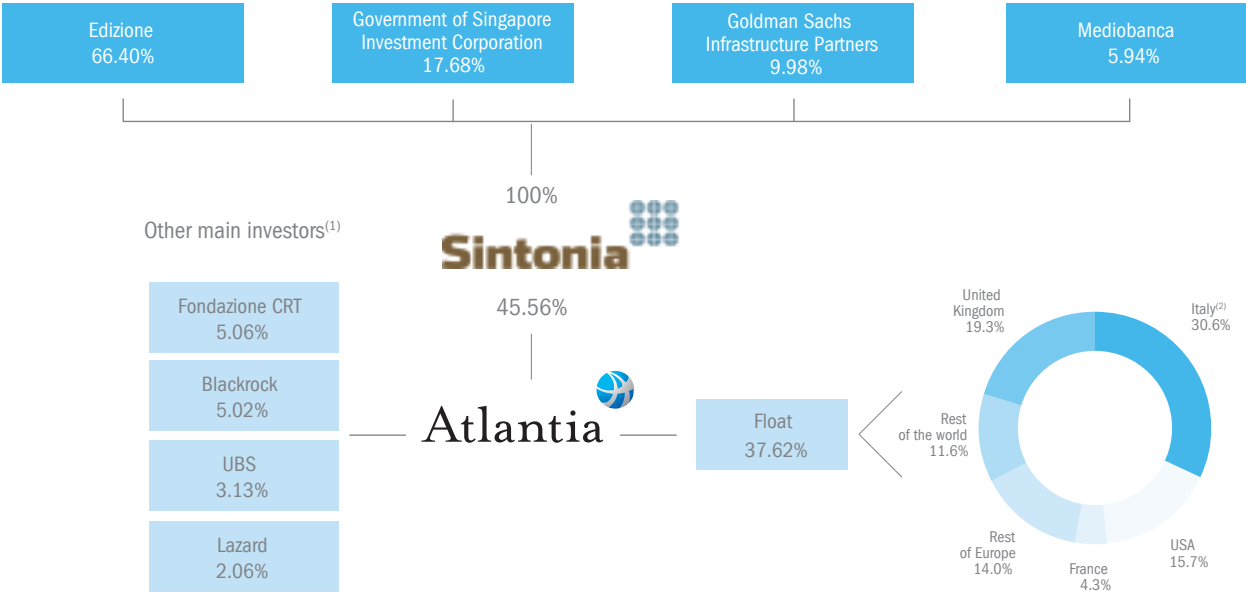 Edizione
66.40%
Government of Singapore
Investment Corporation
17.68%
Goldman Sachs
Infrastructure Partners
9.98%
Mediobanca
5.94%
100%
Sintonia
45.56%
Other main investors(1)
Fondazione CRT
5.06%
Blackrock
5.02%
UBS
3.13%
Lazard
2.06%
Atlantia
Float
37.62%
United
Kingdom
19.3%
Italy(2)
30.6%
Rest
of the world
11.6%
Rest
of Europe
14.0%
France
4.3%
USA
15.7%